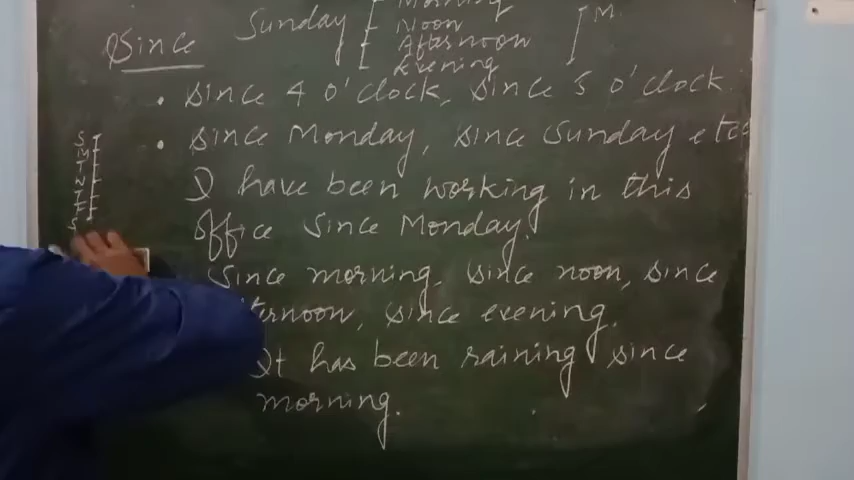 Morning
Since Sunday Noon
Afternoon
Evening
M.
• Since 4 o'clock, Since 5 o'clock.
• Since Monday, Since Sunday etc
I have been working in this
office Since Monday.
Since morning, Since noon, Since
ternoon, Since evening.
It has been raining since
morning.
S
M
T
W
T
F
S